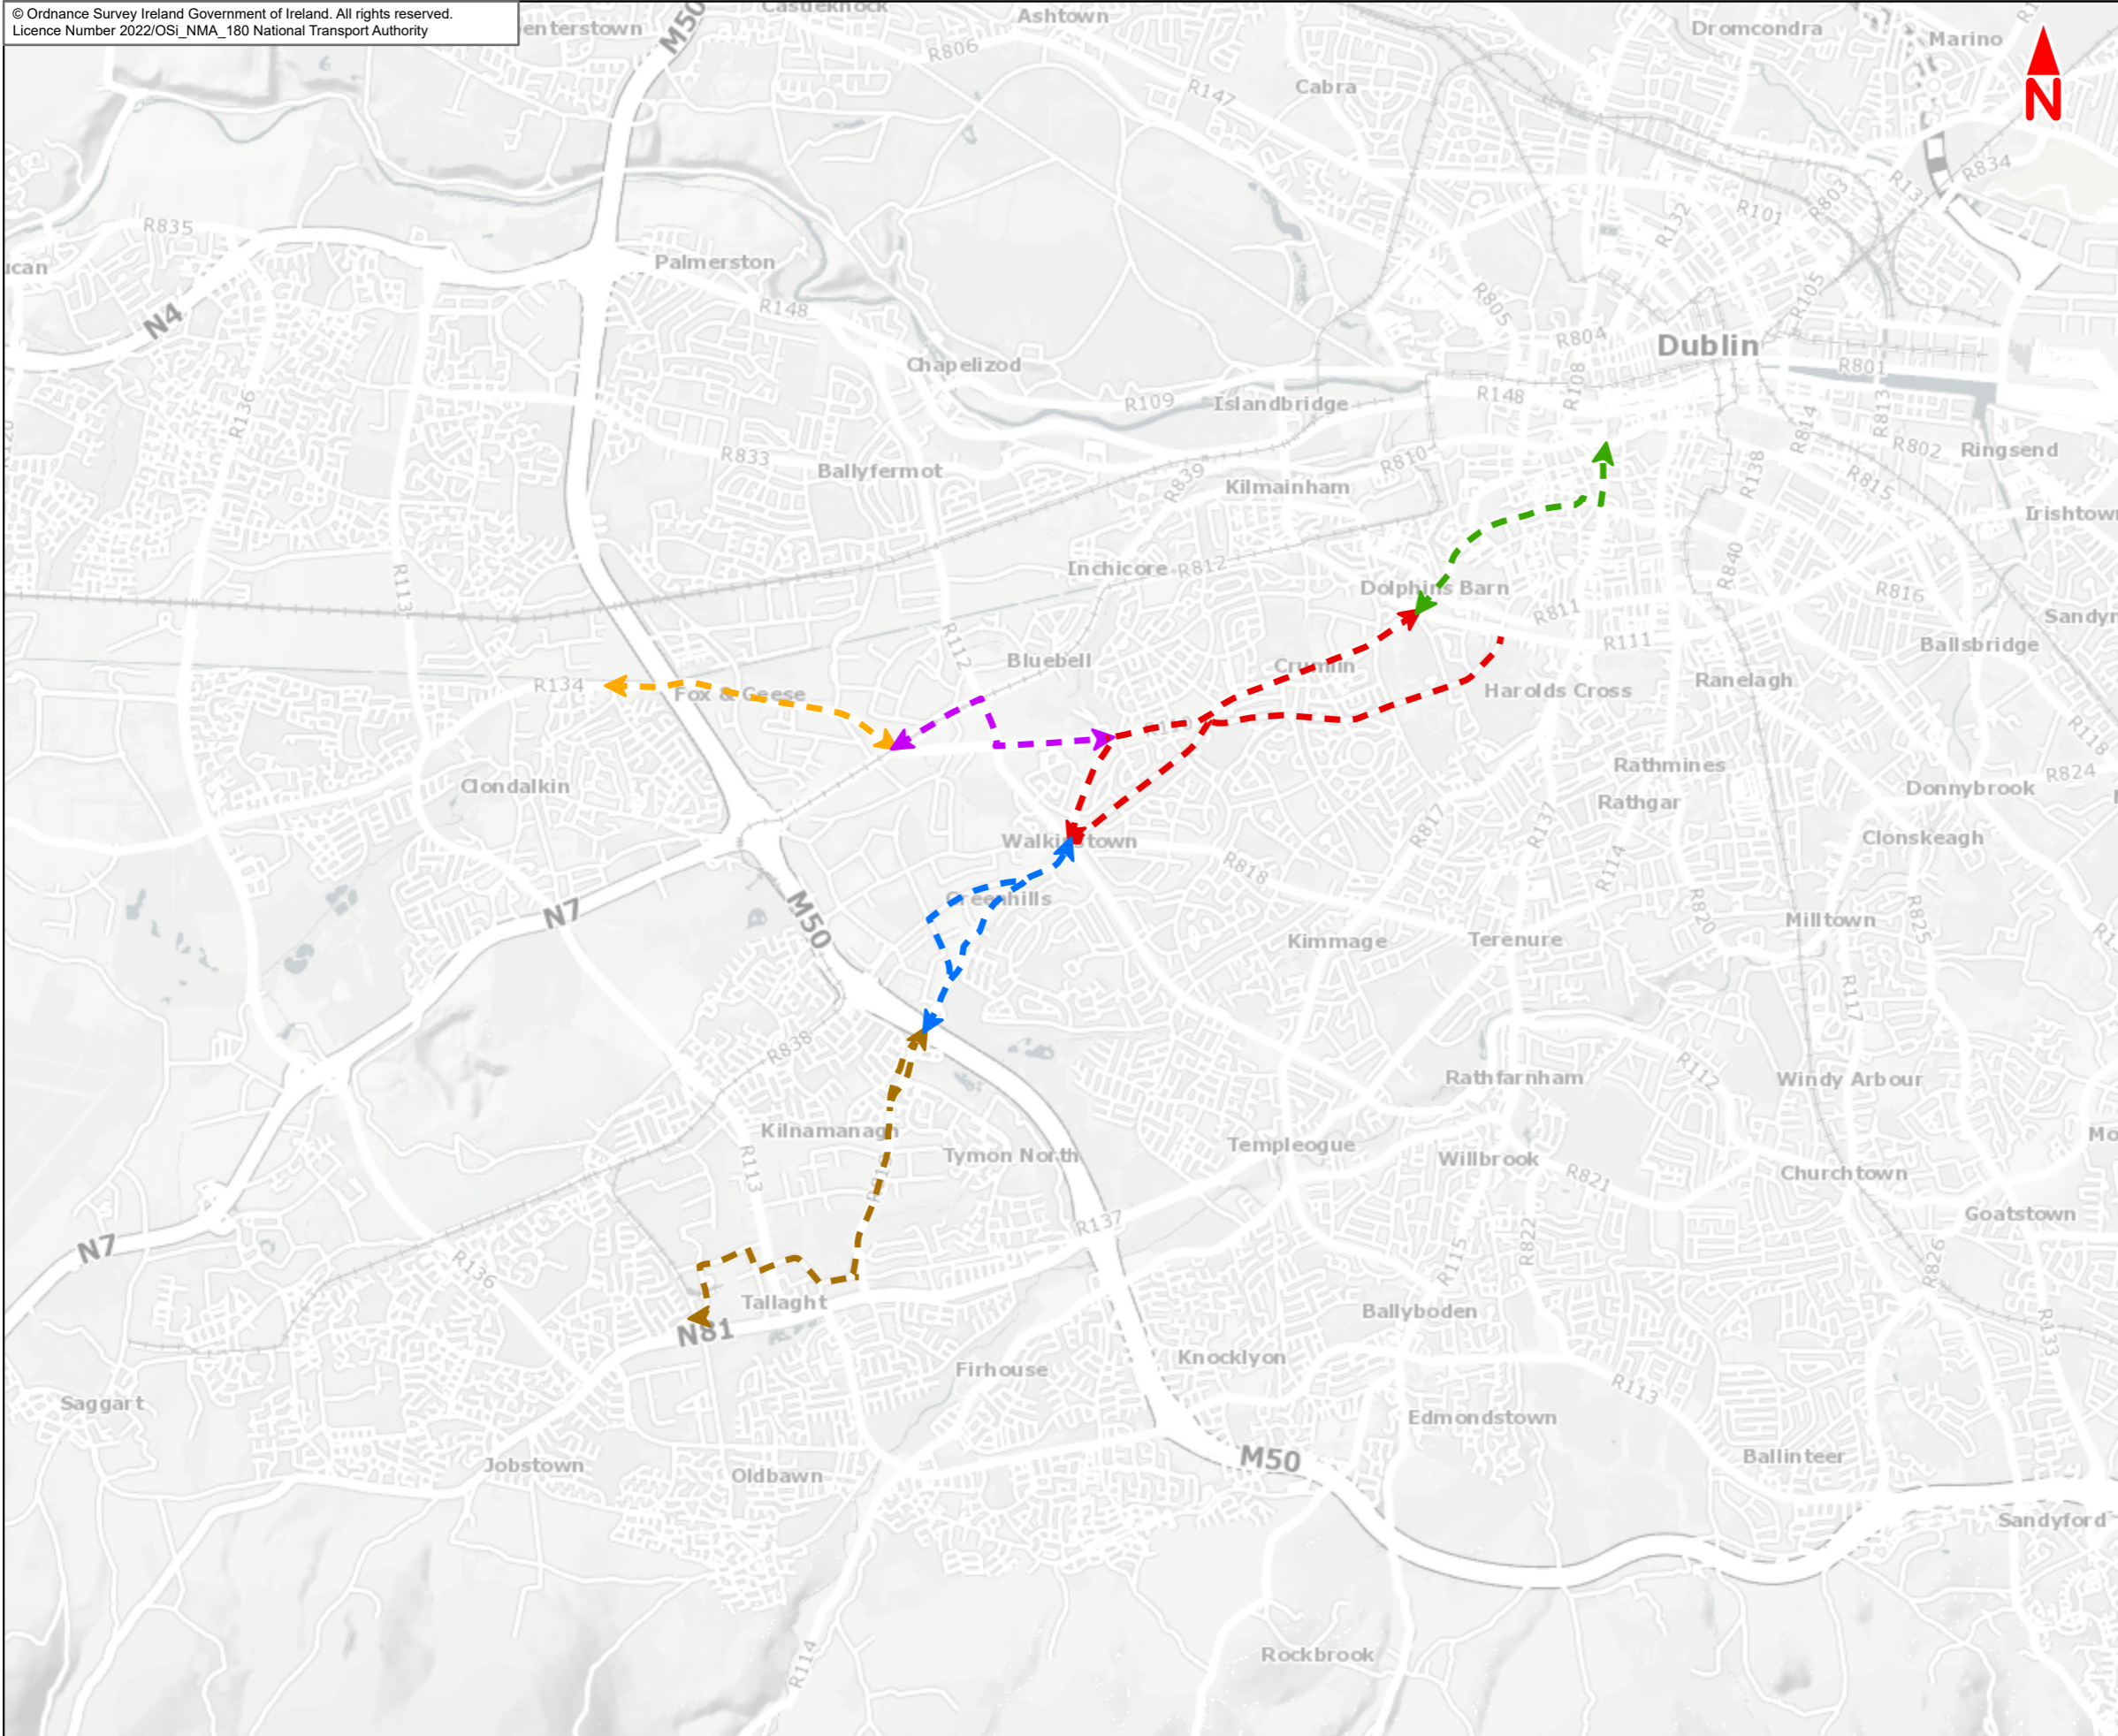 © Ordnance Survey Ireland Government of Ireland. All rights reserved.
Licence Number 2022/OSi_NMA_180 National Transport Authority
M50
Castleknock
Ashtown
Dromcondra
Marino
N
R806
Cabra
R147
R834
R131
R803
R101
R132
R835
Palmerston
N4
R148
R805
R105
R804
Dublin
Chapelizod
R801
R136
R109
Islandbridge
R148
R108
R813
R814
R833
Ballyfermot
R839
R810
R138
R802
Ringsend
Kilmainham
R815
Inchicore
R812
R113
Dolphins Barn
R840
R816
R811
R112
Bluebell
R111
Ballsbridge
Crumlin
R134
Fox & Geese
Harolds Cross
Ranelagh
R118
Clondalkin
Rathmines
R824
Rathgar
Donnybrook
R817
R137
Walkinstown
Clonskeagh
R818
R114
Greenhills
N7
M50
Kimmage
Terenure
R820
Milltown
R825
R117
R838
Rathfarnham
R112
Windy Arbour
Kilnamanagh
Tymon North
Templeogue
Willbrook
R113
R821
Churchtown
Goatstown
R137
N7
R136
R115
R822
R826
Tallaght
Ballyboden
N81
R133
Knocklyon
Firhouse
R113
Saggart
Edmondstown
M50
Jobstown
Oldbawn
Ballinteer
Sandyford
R114
Rockbrook